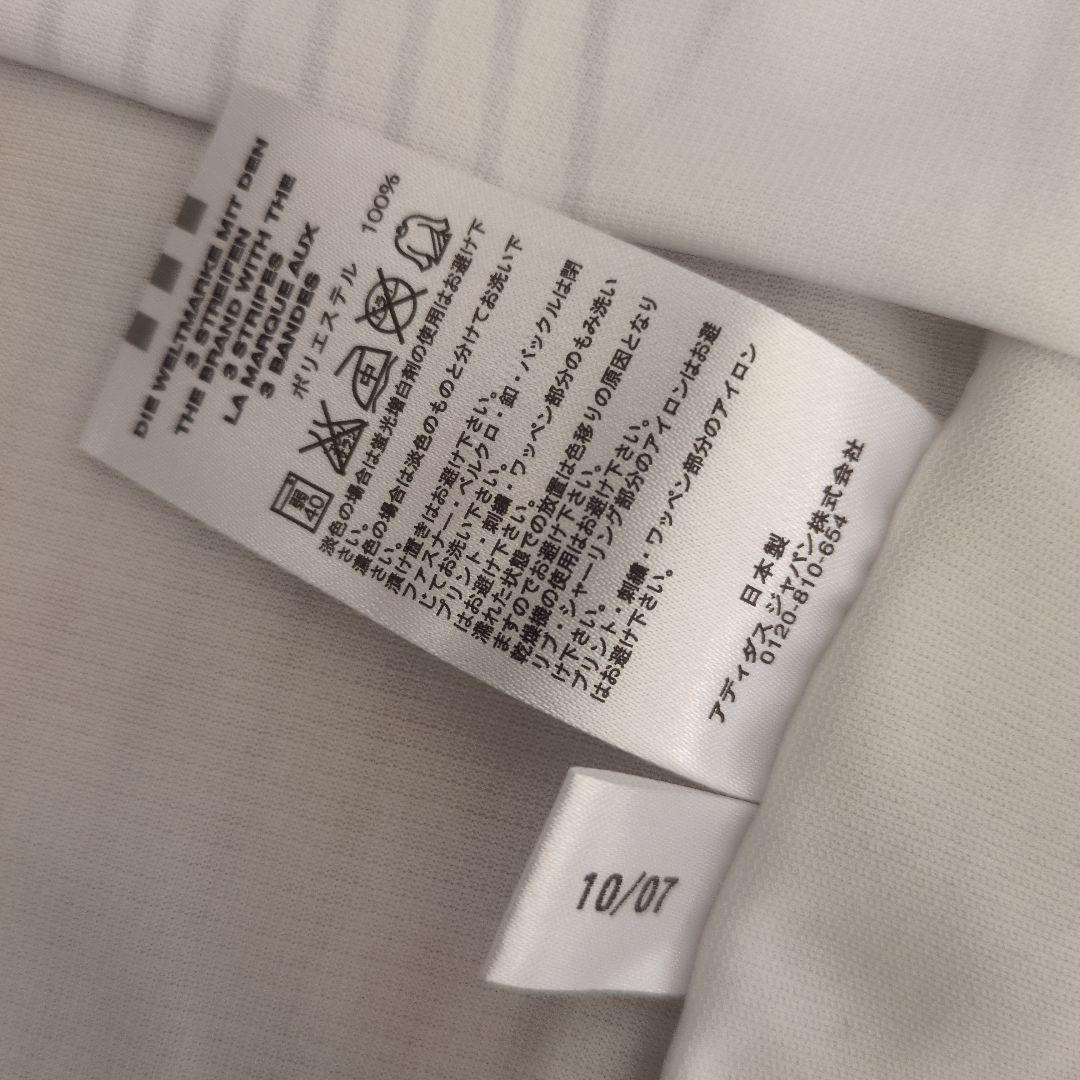 DIE WELTMARKE MIT DEN
3 STREIFEN
THE BRAND WITH THE
3 STRIPES
LA MARQUE AUX
3 BANDES
ポリエステル 100%
弱
40
エンソ
サラシ
中
ドライ
淡色の場合は蛍光増白剤の使用はお避け下
さい。
濃色の場合は淡色のものと分けてお洗い下
さい。
漬け置きはお避け下さい。
ファスナー・ベルクロ・釦・バックルは閉
じてお洗い下さい。
プリント・刺繍・ワッペン部分のもみ洗い
はお避け下さい。
濡れた状態での放置は色移りの原因となり
ますのでお避け下さい。
乾燥機の使用はお避け下さい。
リブ・シャーリング部分のアイロンはお避
け下さい。
プリント・刺繍・ワッペン部分のアイロン
はお避け下さい。
日本製
アディダス ジャパン株式会社
0120-810-654
10/07